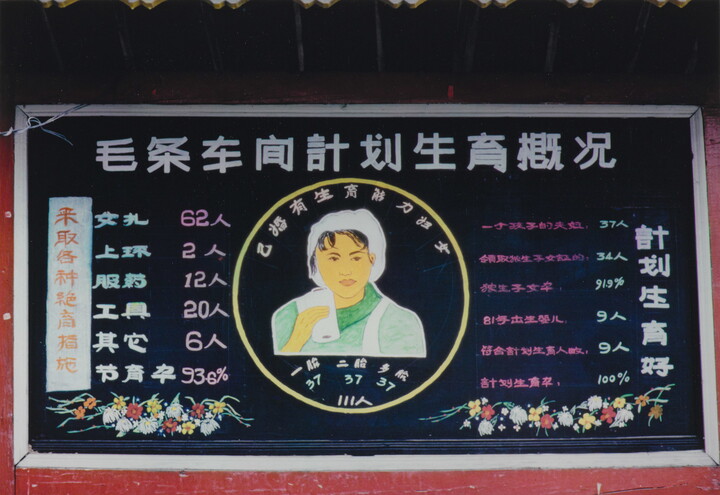 毛条车间計划生育概况
采取各种绝育措施
女扎 62人
上环 2人
服药 12人
工具 20人
其它 6人
节育率 93.6%
已婚有生育能力妇女
一胎 二胎 多胎
37 37 37
111人
一个孩子的夫妇, 37人
領取独生子女証的: 34人
独生子女率: 91.9%
81年出生婴儿, 9人
符合計划生育人数, 9人
計划生育率: 100%
計划生育好